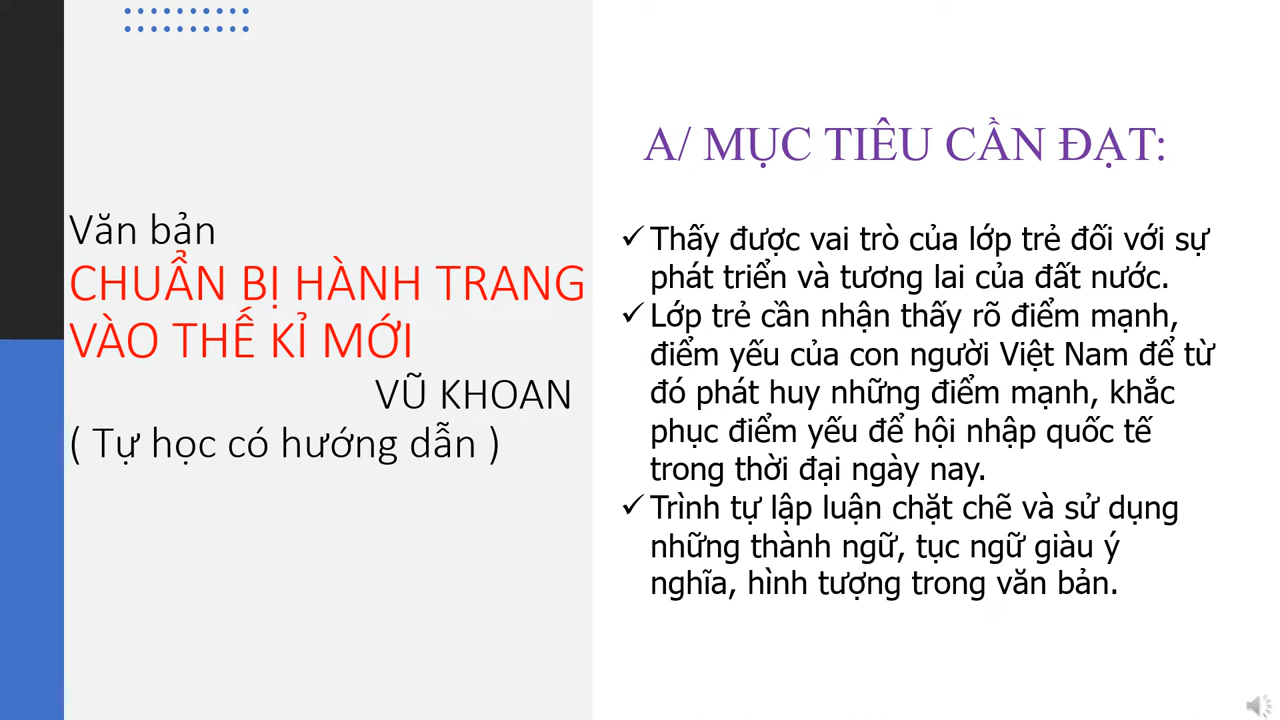 Văn bản
CHUẨN BỊ HÀNH TRANG
VÀO THẾ KỈ MỚI
VŨ KHOAN
( Tự học có hướng dẫn )
A/ MỤC TIÊU CẦN ĐẠT:
✓ Thấy được vai trò của lớp trẻ đối với sự
phát triển và tương lai của đất nước.
✓ Lớp trẻ cần nhận thấy rõ điểm mạnh,
điểm yếu của con người Việt Nam để từ
đó phát huy những điểm mạnh, khắc
phục điểm yếu để hội nhập quốc tế
trong thời đại ngày nay.
✓ Trình tự lập luận chặt chẽ và sử dụng
những thành ngữ, tục ngữ giàu ý
nghĩa, hình tượng trong văn bản.